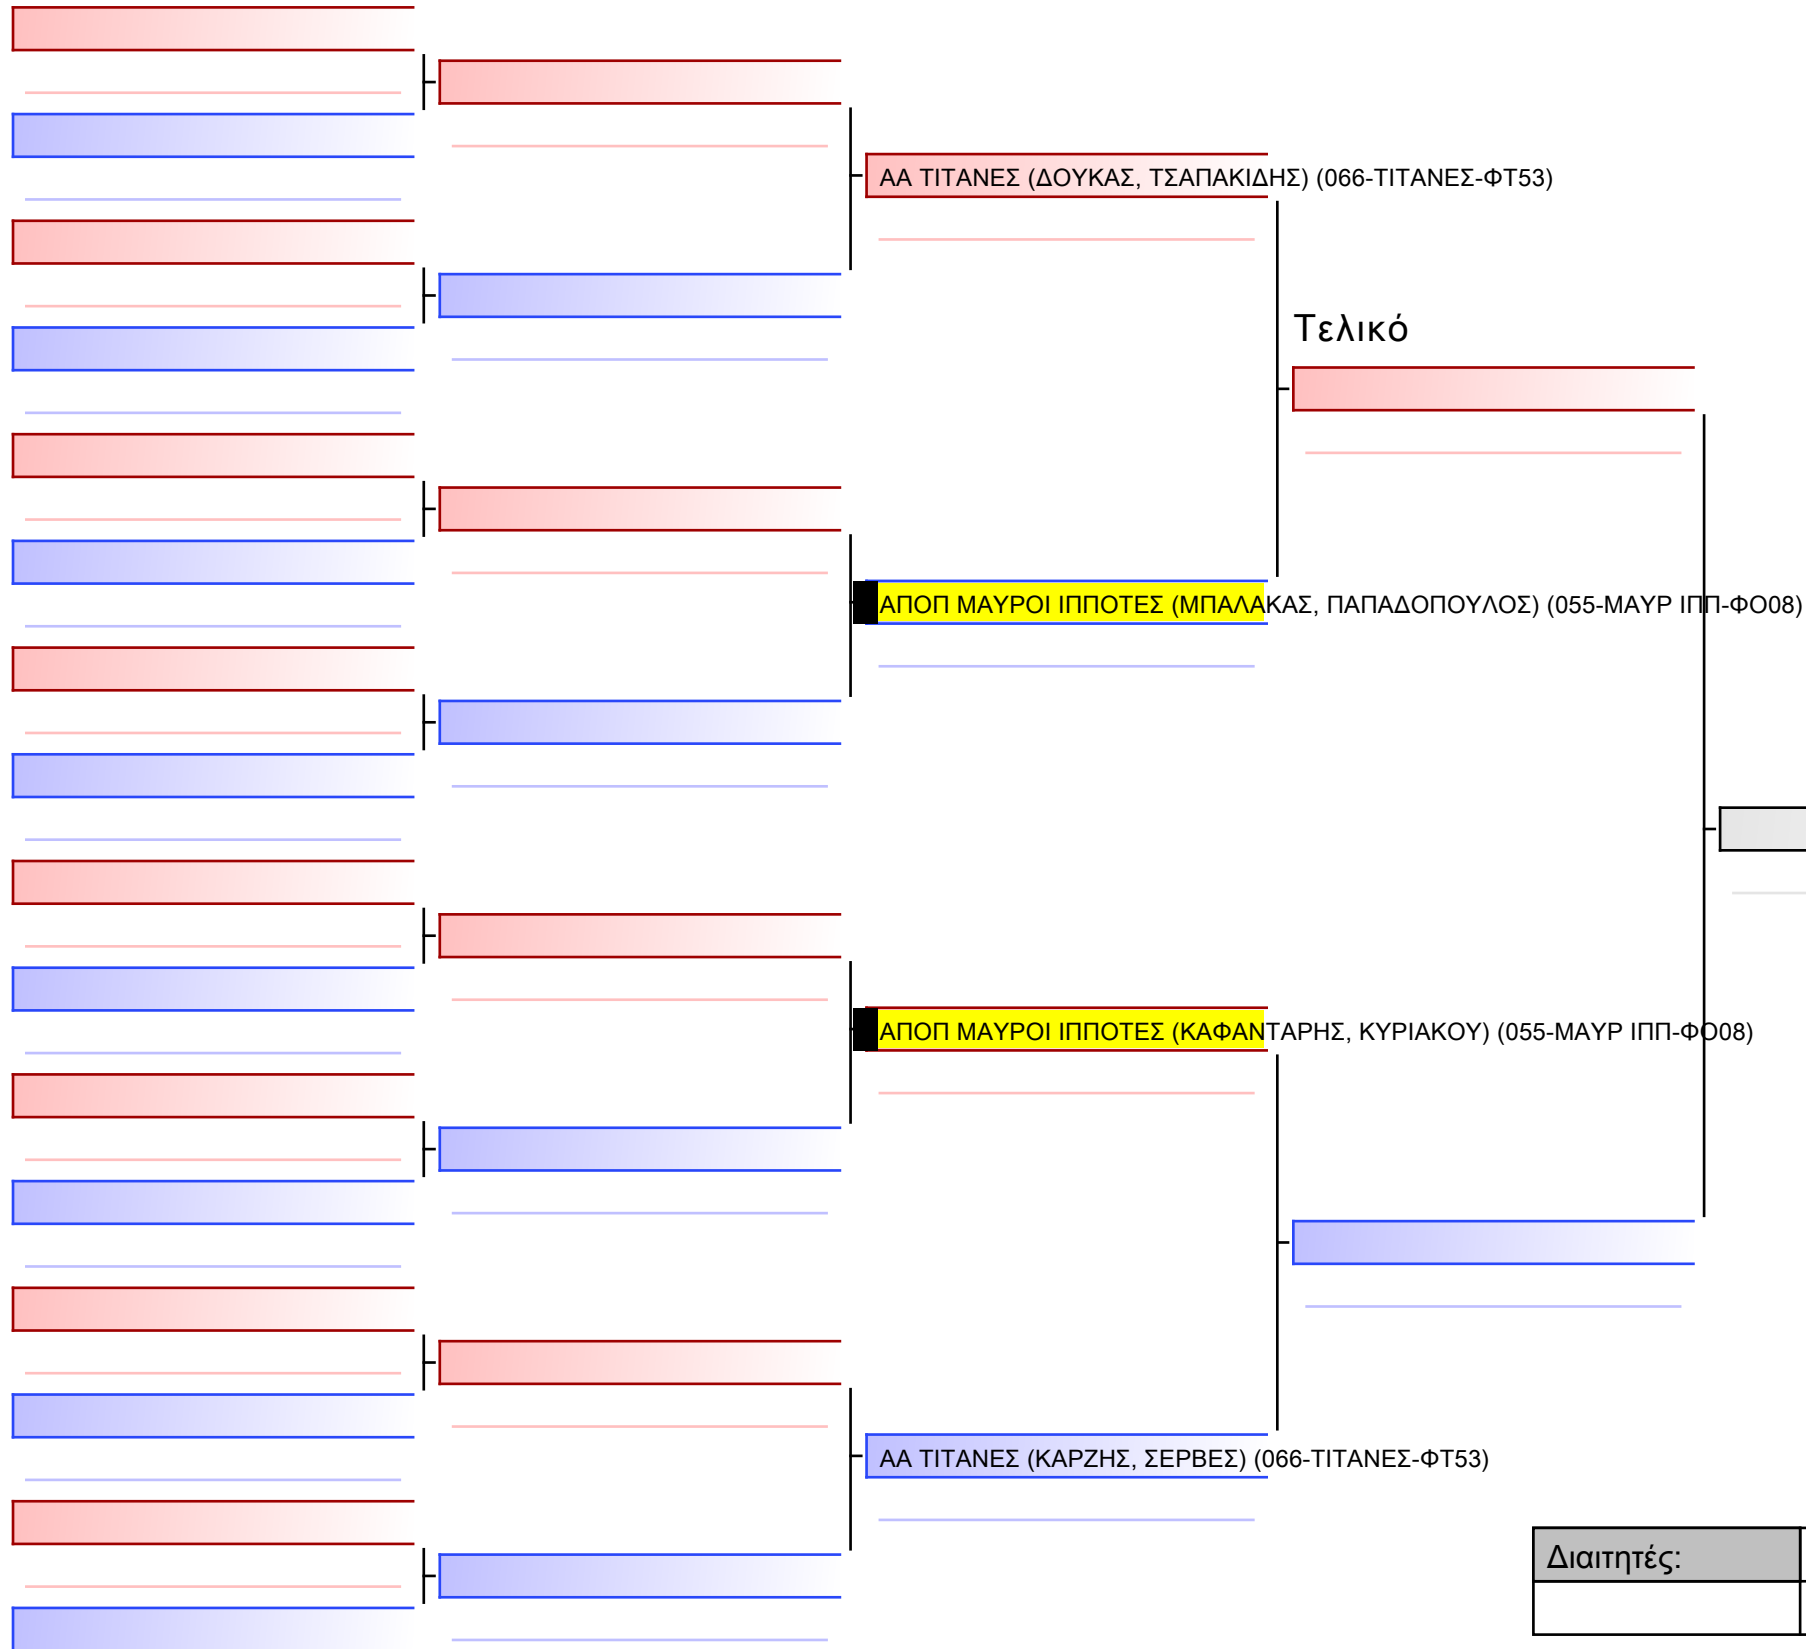 ΑΑ ΤΙΤΑΝΕΣ (ΔΟΥΚΑΣ, ΤΣΑΠΑΚΙΔΗΣ) (066-ΤΙΤΑΝΕΣ-ΦΤ53)
Τελικό
ΑΠΟΠ ΜΑΥΡΟΙ ΙΠΠΟΤΕΣ (ΜΠΑΛΑΚΑΣ, ΠΑΠΑΔΟΠΟΥΛΟΣ) (055-ΜΑΥΡ ΙΠΠ-ΦΟ08)
ΑΠΟΠ ΜΑΥΡΟΙ ΙΠΠΟΤΕΣ (ΚΑΦΑΝΤΑΡΗΣ, ΚΥΡΙΑΚΟΥ) (055-ΜΑΥΡ ΙΠΠ-ΦΟ08)
ΑΑ ΤΙΤΑΝΕΣ (ΚΑΡΖΗΣ, ΣΕΡΒΕΣ) (066-ΤΙΤΑΝΕΣ-ΦΤ53)
Διαιτητές: